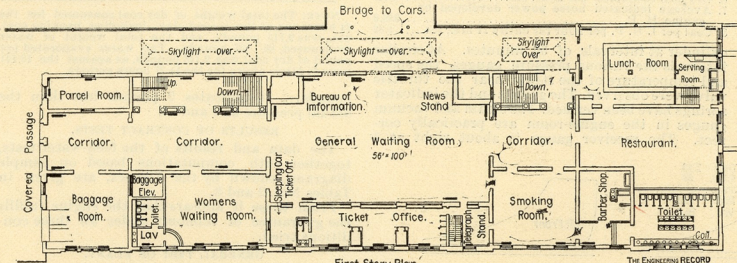 Bridge to Cars.
Skylight over.
Skylight over.
Skylight
over
Lunch Room
Serving
Room.
Parcel Room.
Up.
Down.
Bureau of
Imformation.
News
Stand
Down.
Covered Passage
Corridor.
Corridor.
General Waiting Room.
56'×100'
Corridor.
Restaurant.
Baggage
Room.
Baggage
Elev.
Toilet.
Lav
Womens
Waiting Room.
Sleeping Car
Ticket Off.
Ticket Office.
Telegraph
Stand.
Smoking
Room.
Barber Shop.
Toilet.
First Story Plan
THE ENGINEERING RECORD